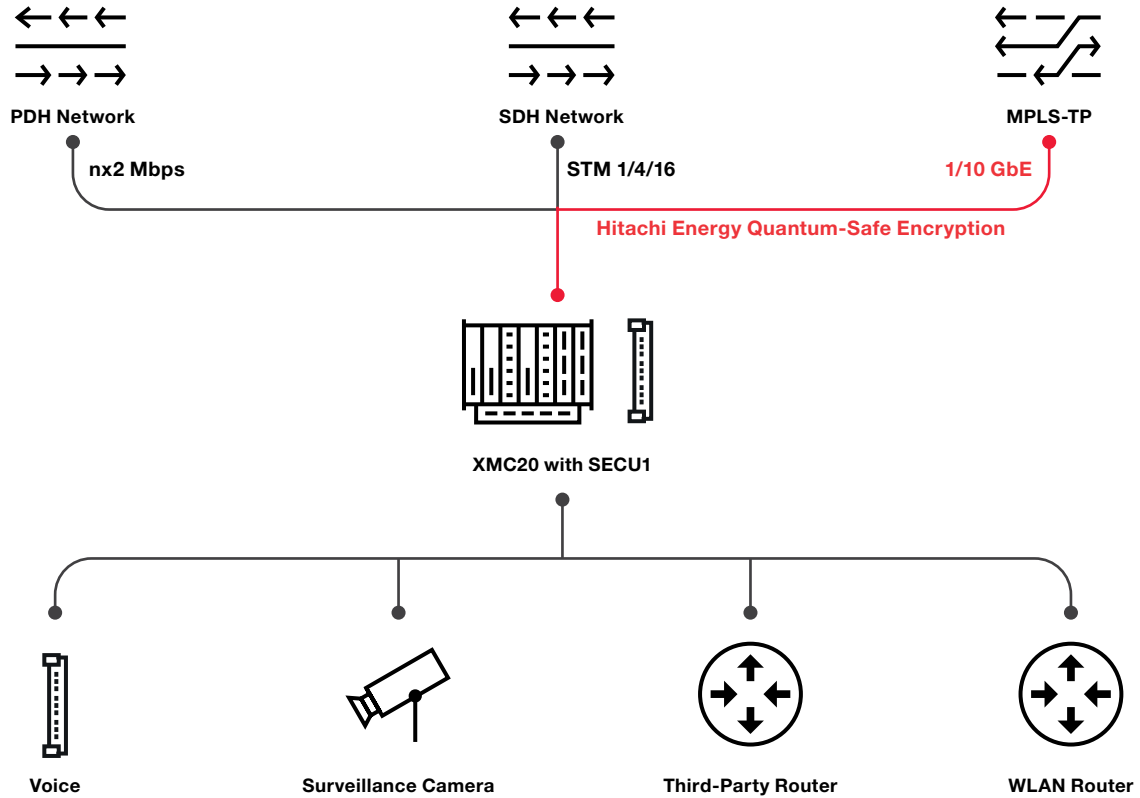 PDH Network
SDH Network
MPLS-TP
nx2 Mbps
STM 1/4/16
1/10 GbE
Hitachi Energy Quantum-Safe Encryption
XMC20 with SECU1
Voice
Surveillance Camera
Third-Party Router
WLAN Router